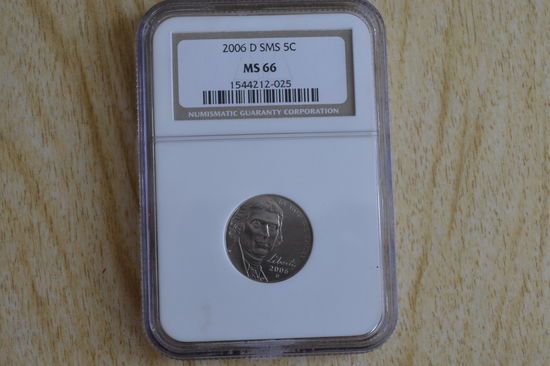 2006 D SMS 5C
MS 66
1544212-025
NUMISMATIC GUARANTY CORPORATION
Liberty
2006
D